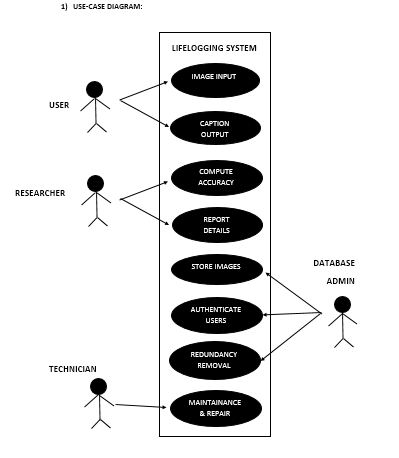 1) USE-CASE DIAGRAM:
LIFELOGGING SYSTEM
IMAGE INPUT
USER
CAPTION
OUTPUT
COMPUTE
ACCURACY
RESEARCHER
REPORT
DETAILS
STORE IMAGES
DATABASE
ADMIN
AUTHENTICATE
USERS
REDUNDANCY
REMOVAL
TECHNICIAN
MAINTAINANCE
& REPAIR